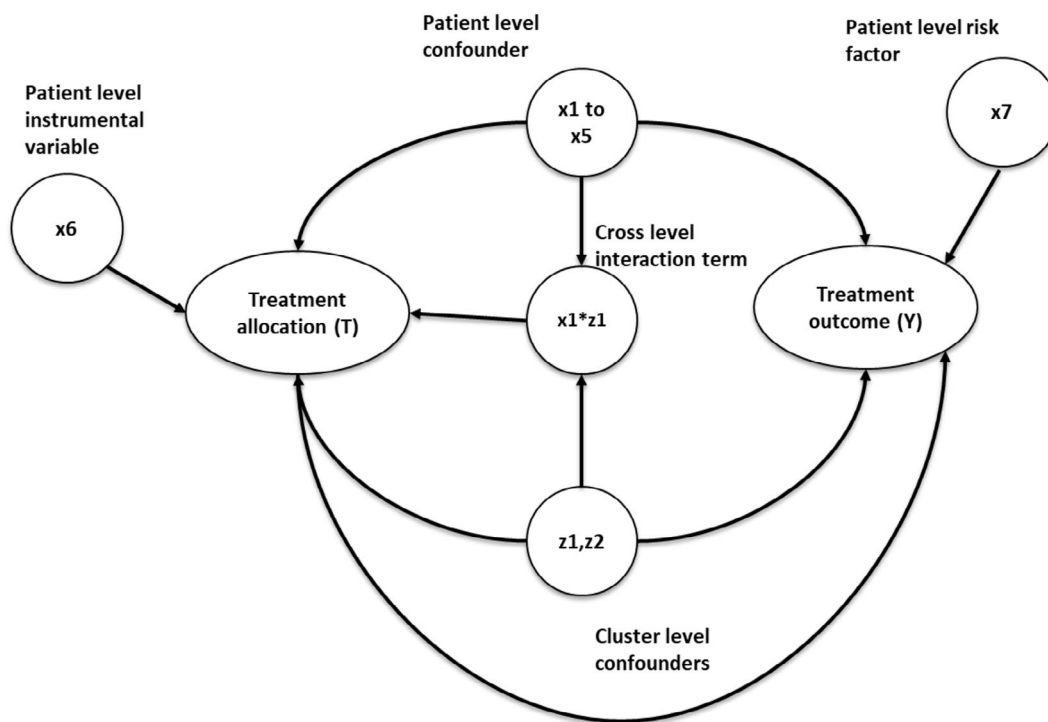 Patient level
confounder
Patient level risk
factor
Patient level
instrumental
variable
x1 to
x5
x7
x6
Cross level
interaction term
Treatment
allocation (T)
x1*z1
Treatment
outcome (Y)
z1,z2
Cluster level
confounders